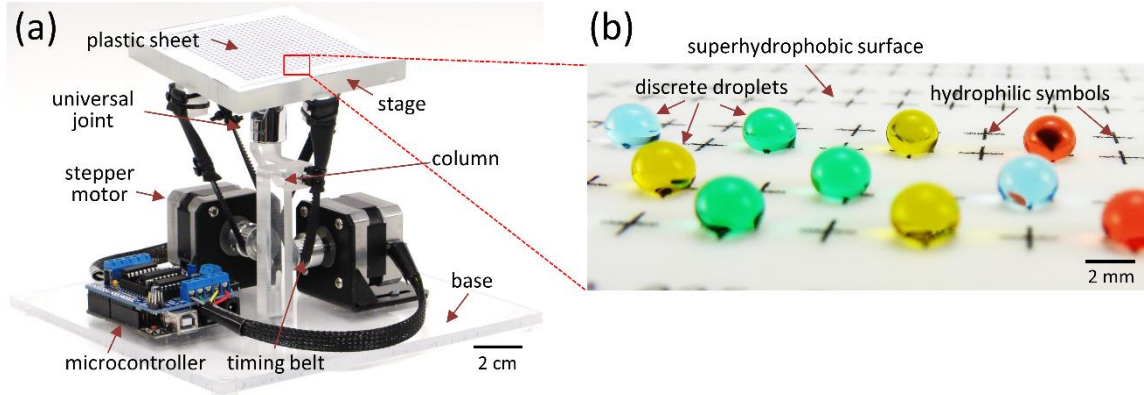 (a)
plastic sheet
universal
joint
stepper
motor
stage
column
base
microcontroller
timing belt
2 cm
(b)
superhydrophobic surface
discrete droplets
hydrophilic symbols
2 mm